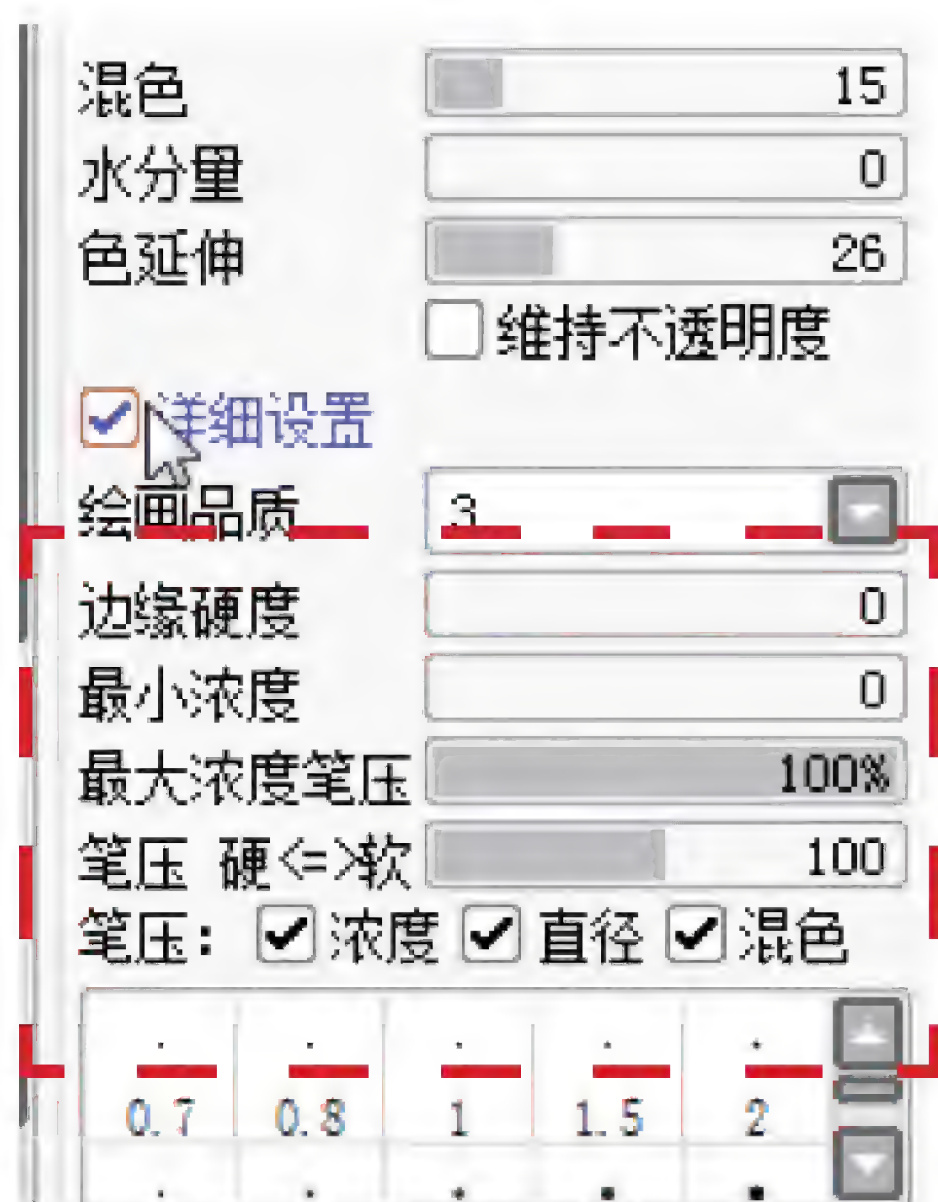 混色 15
水分量 0
色延伸 26
维持不透明度
详细设置
绘画品质 3
边缘硬度 0
最小浓度 0
最大浓度笔压 100%
笔压 硬<=>软 100
笔压: 浓度 直径 混色
0.7 0.8 1 1.5 2